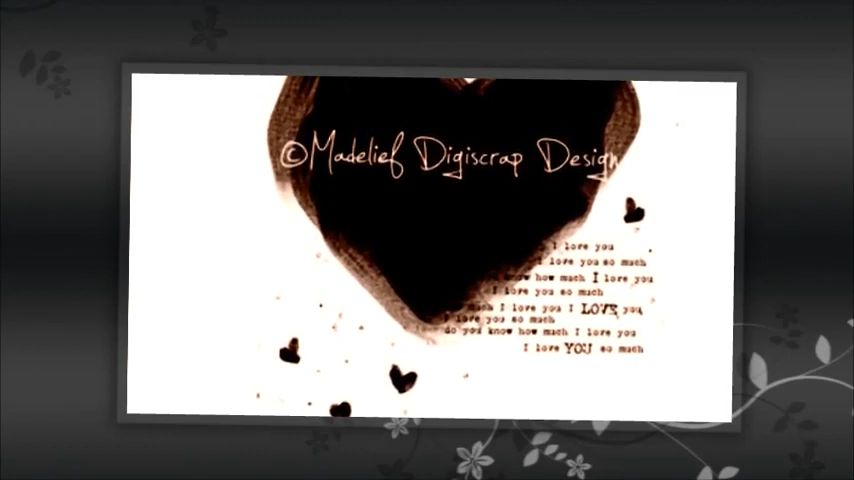 ©Madelief Digiscrap Design
I love you
I love you so much
know how much I love you
I love you so much
much I love you I LOVE you
I love you so much
do you know how much I love you
I love YOU so much